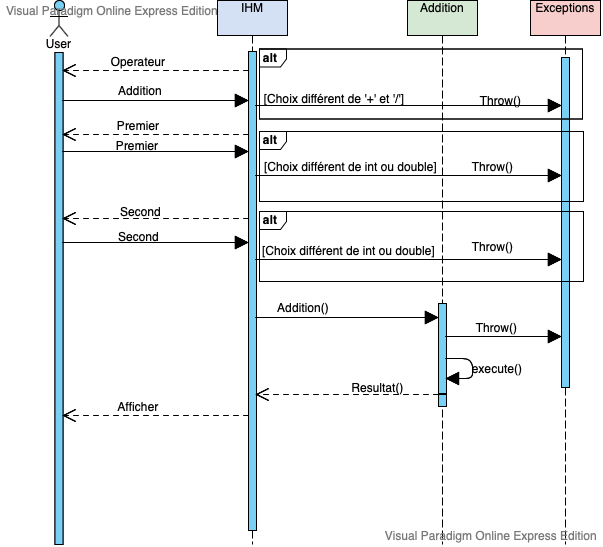 Visual Paradigm Online Express Edition
IHM
Addition
Exceptions
User
alt
Operateur
Addition
[Choix différent de '+' et '/']
Throw()
Premier
alt
Premier
[Choix différent de int ou double]
Throw()
Second
alt
Second
[Choix différent de int ou double]
Throw()
Addition()
Throw()
execute()
Resultat()
Afficher
Visual Paradigm Online Express Edition